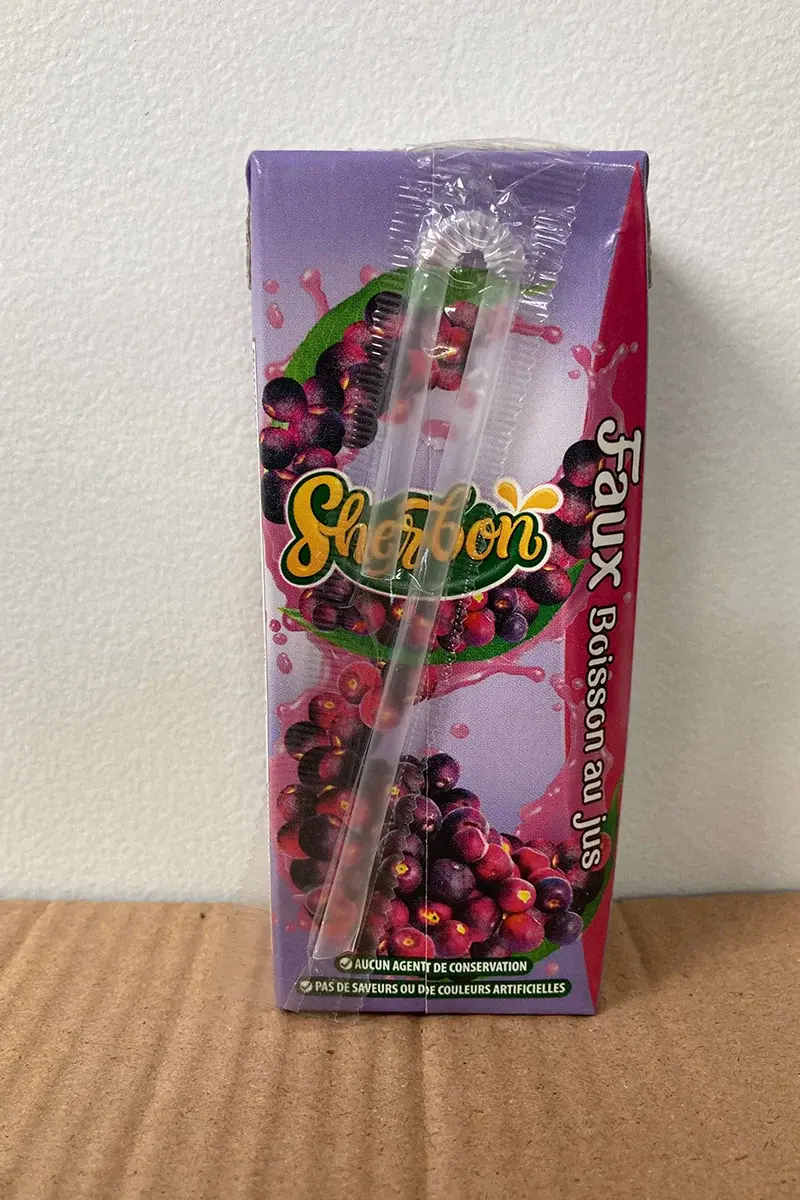 Sherbon
Faux Boisson au jus
AUCUN AGENT DE CONSERVATION
PAS DE SAVEURS OU DE COULEURS ARTIFICIELLES